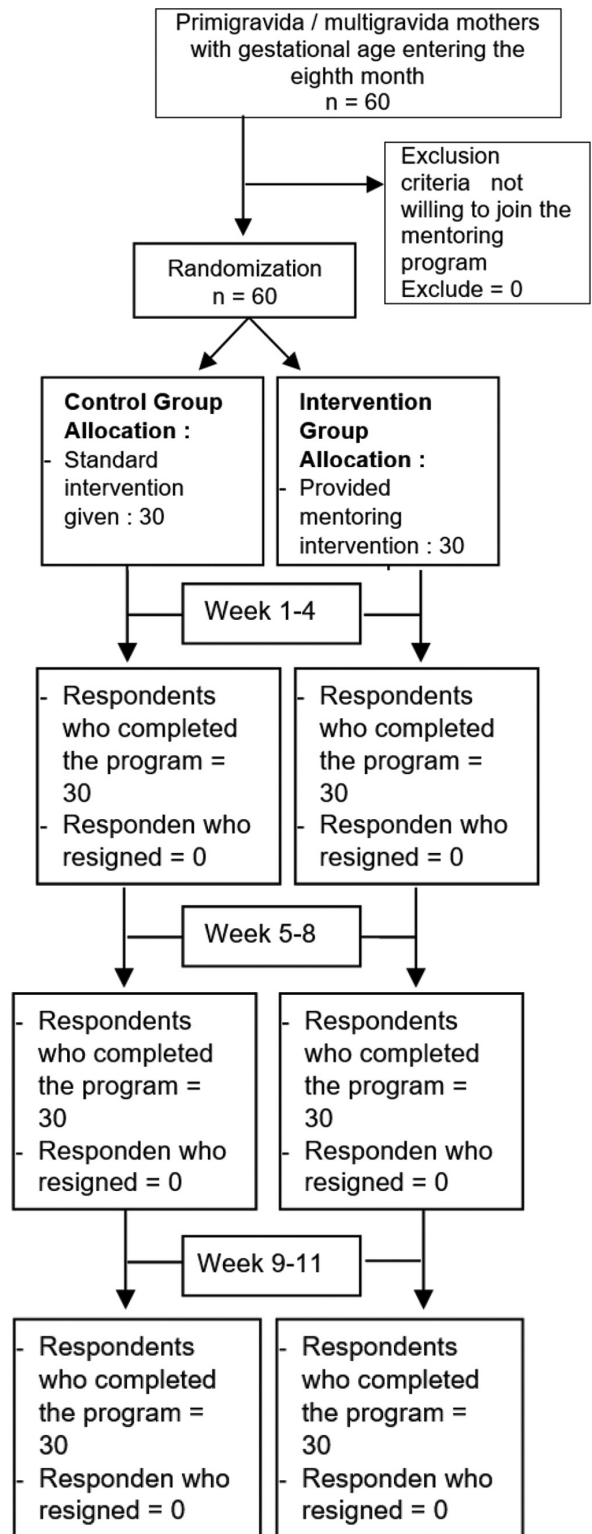 Primigravida / multigravida mothers
with gestational age entering the
eighth month
n = 60
Exclusion
criteria not
willing to join the
mentoring
program
Exclude = 0
Randomization
n = 60
Control Group
Allocation :
- Standard
intervention
given : 30
Intervention
Group
Allocation :
- Provided
mentoring
intervention : 30
Week 1-4
- Respondents
who completed
the program =
30
- Responden who
resigned = 0
- Respondents
who completed
the program =
30
- Responden who
resigned = 0
Week 5-8
- Respondents
who completed
the program =
30
- Responden who
resigned = 0
- Respondents
who completed
the program =
30
- Responden who
resigned = 0
Week 9-11
- Respondents
who completed
the program =
30
- Responden who
resigned = 0
- Respondents
who completed
the program =
30
- Responden who
resigned = 0